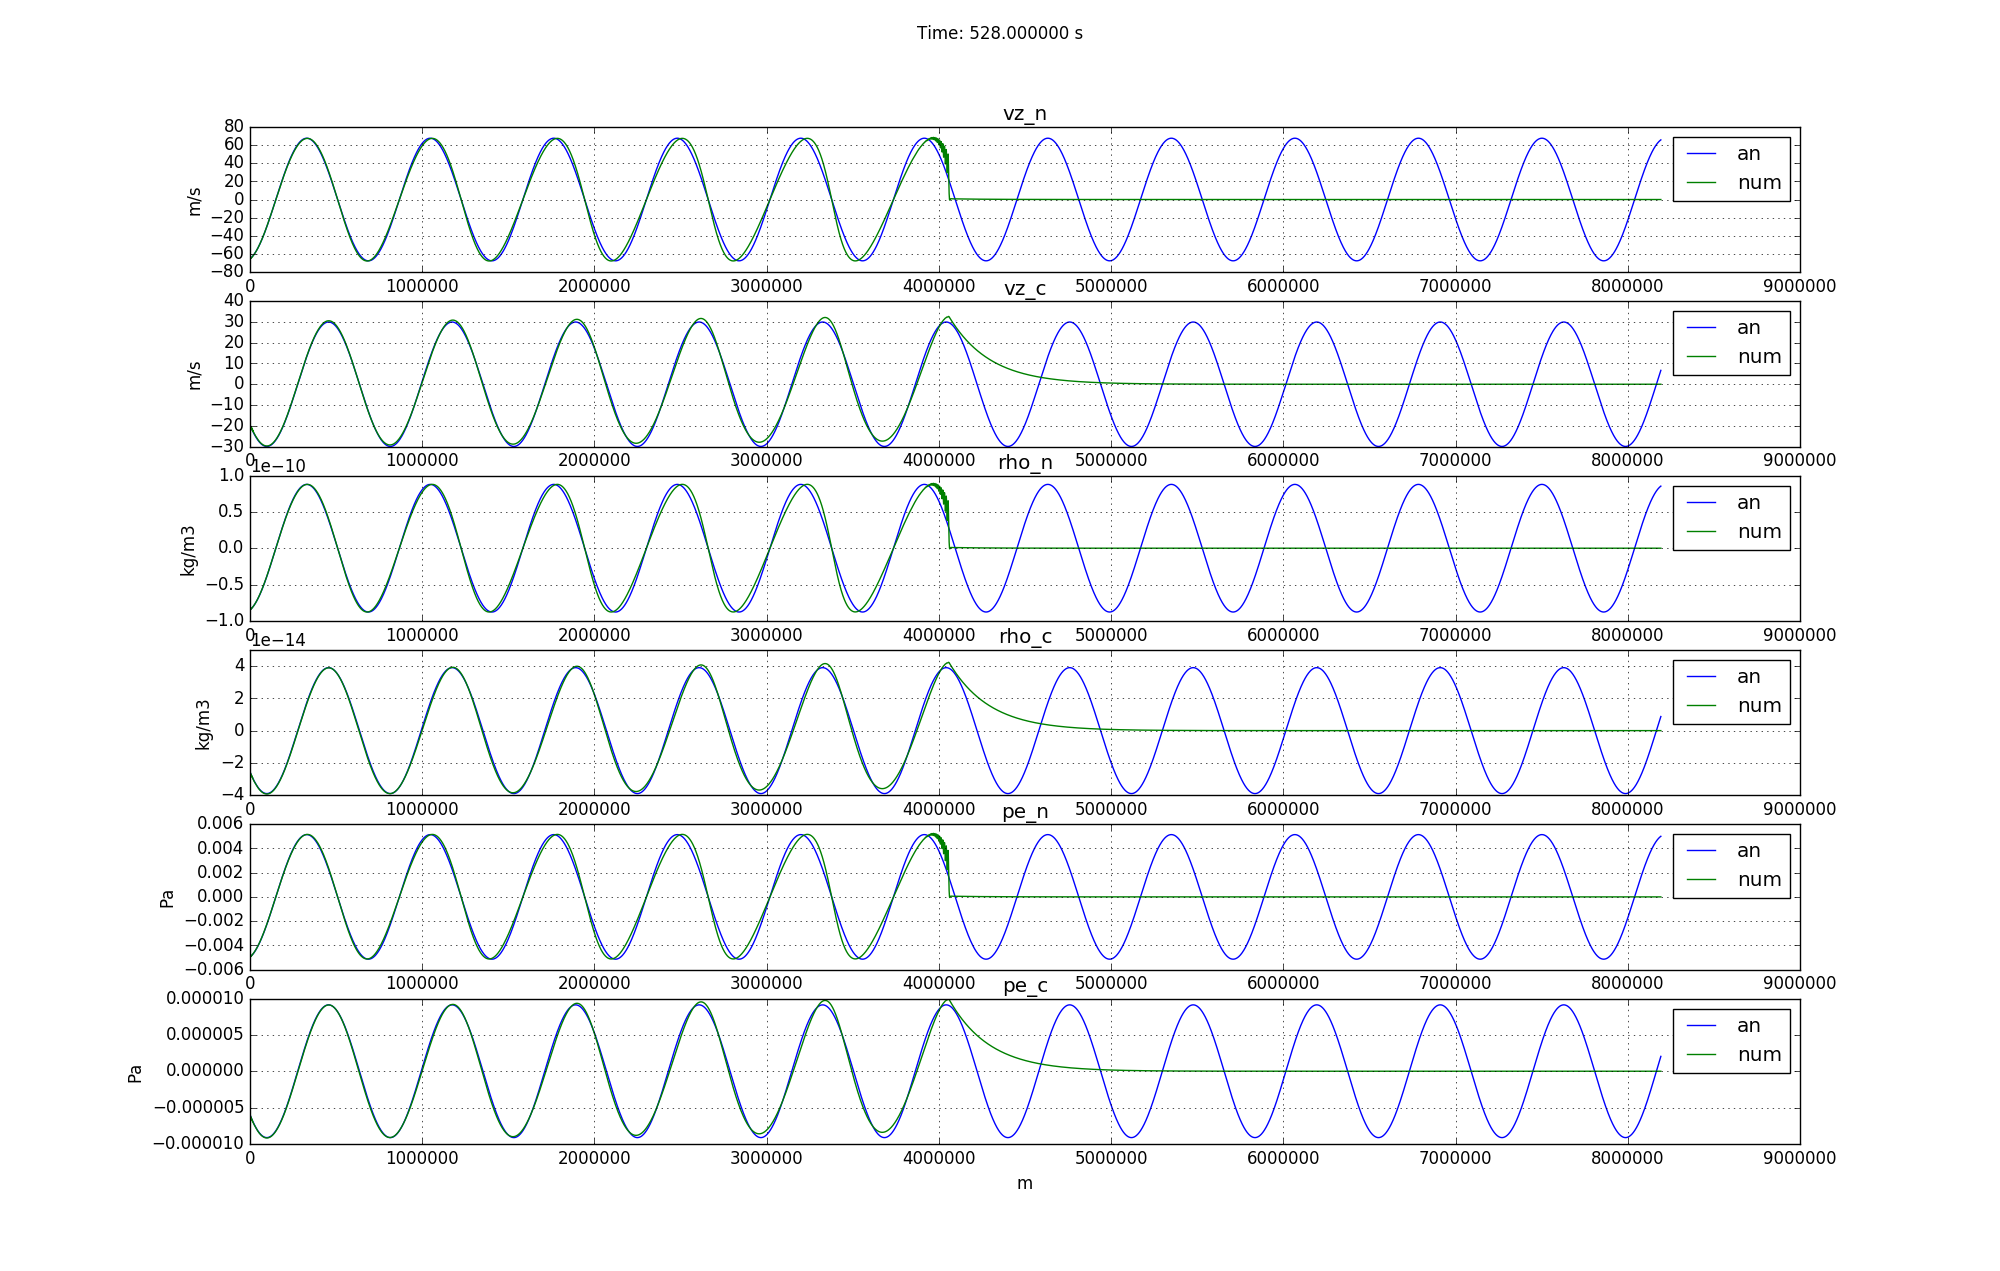 Time: 528.000000 s
vz_n
80
60
40
20
0
−20
−40
−60
−80
m/s
an
num
0 1000000 2000000 3000000 4000000 5000000 6000000 7000000 8000000 9000000
vz_c
40
30
20
10
0
−10
−20
−30
m/s
an
num
0 1000000 2000000 3000000 4000000 5000000 6000000 7000000 8000000 9000000
1e−10
rho_n
1.0
0.5
0.0
−0.5
−1.0
kg/m3
an
num
0 1000000 2000000 3000000 4000000 5000000 6000000 7000000 8000000 9000000
1e−14
rho_c
4
2
0
−2
−4
kg/m3
an
num
0 1000000 2000000 3000000 4000000 5000000 6000000 7000000 8000000 9000000
pe_n
0.006
0.004
0.002
0.000
−0.002
−0.004
−0.006
Pa
an
num
0 1000000 2000000 3000000 4000000 5000000 6000000 7000000 8000000 9000000
pe_c
0.000010
0.000005
0.000000
−0.000005
−0.000010
Pa
an
num
0 1000000 2000000 3000000 4000000 5000000 6000000 7000000 8000000 9000000
m